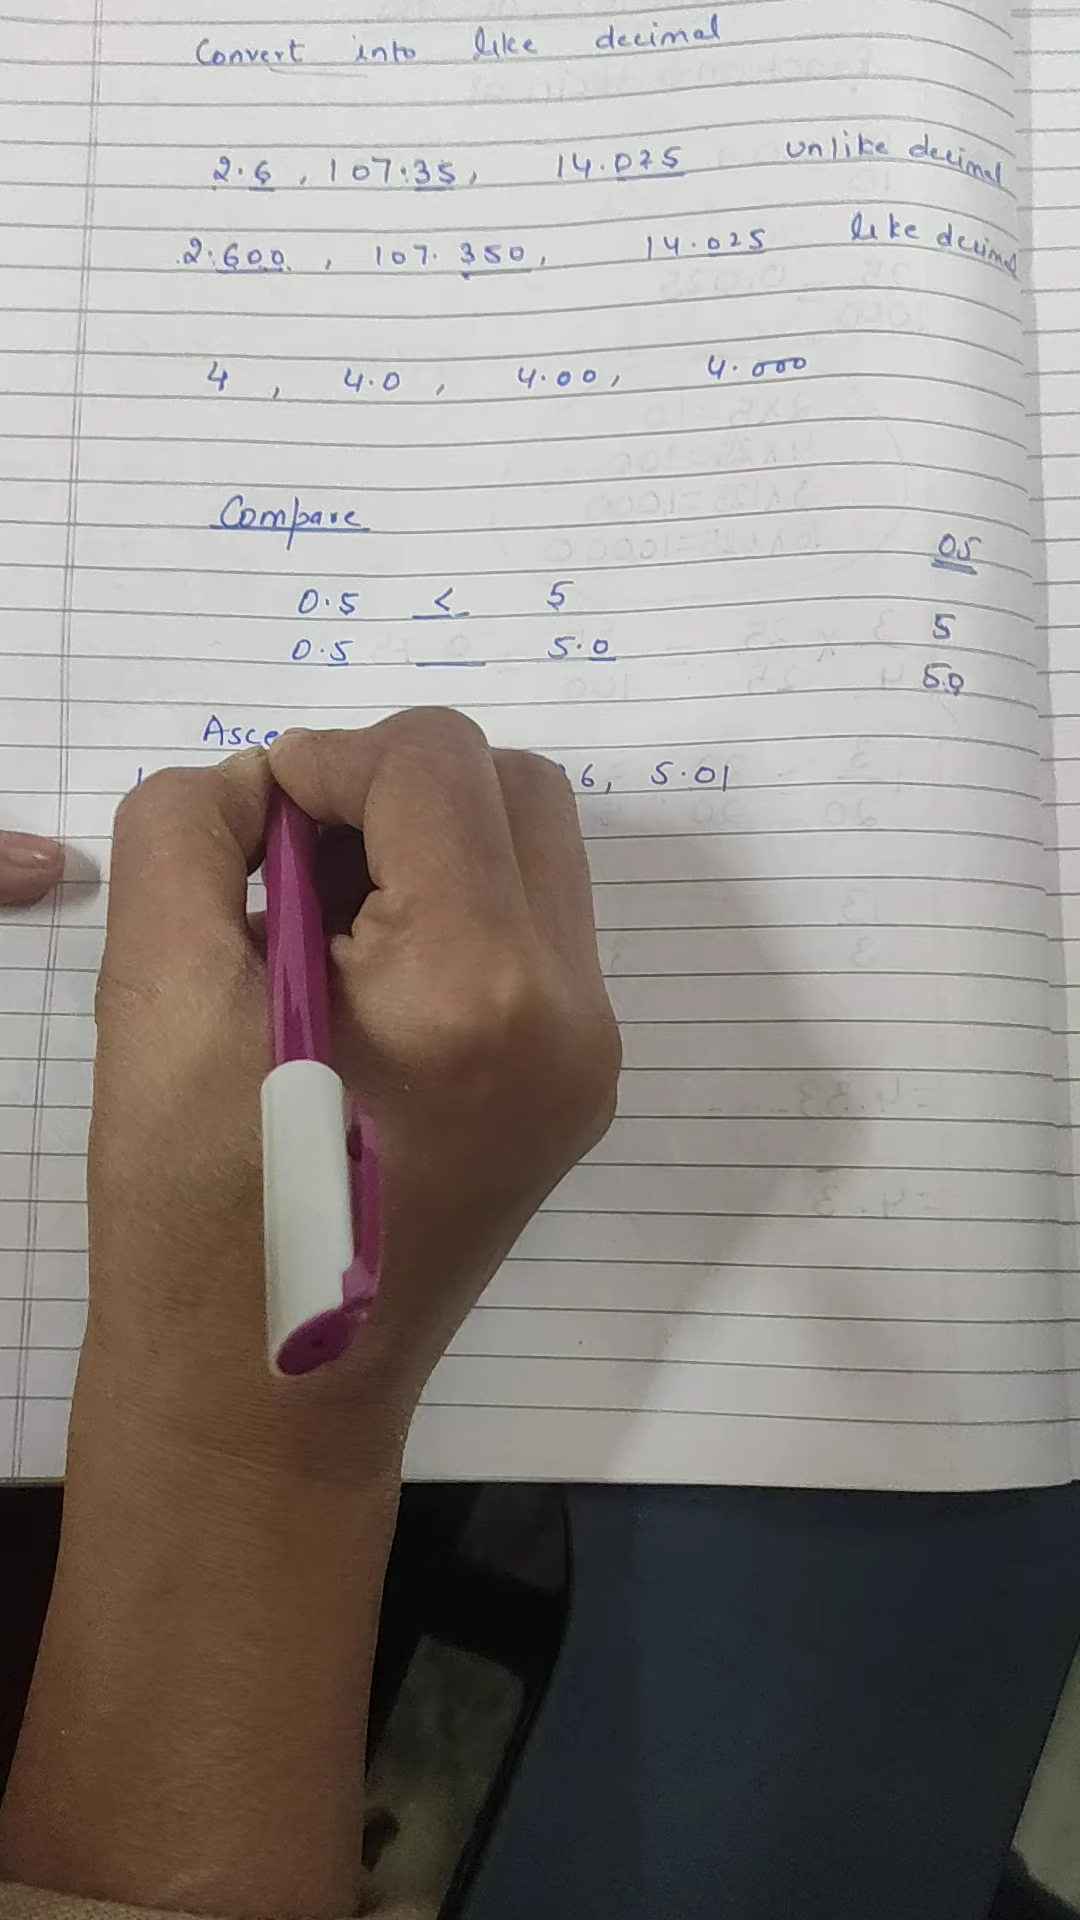 Convert into like decimal
2.6 , 107.35, 14.025 unlike decimal
2.600 , 107.350, 14.025 like decimal
4 , 4.0 , 4.00, 4.000
Compare
05
0.5 < 5
5
0.5 __ 5.0
5.0
Asce
6, 5.01